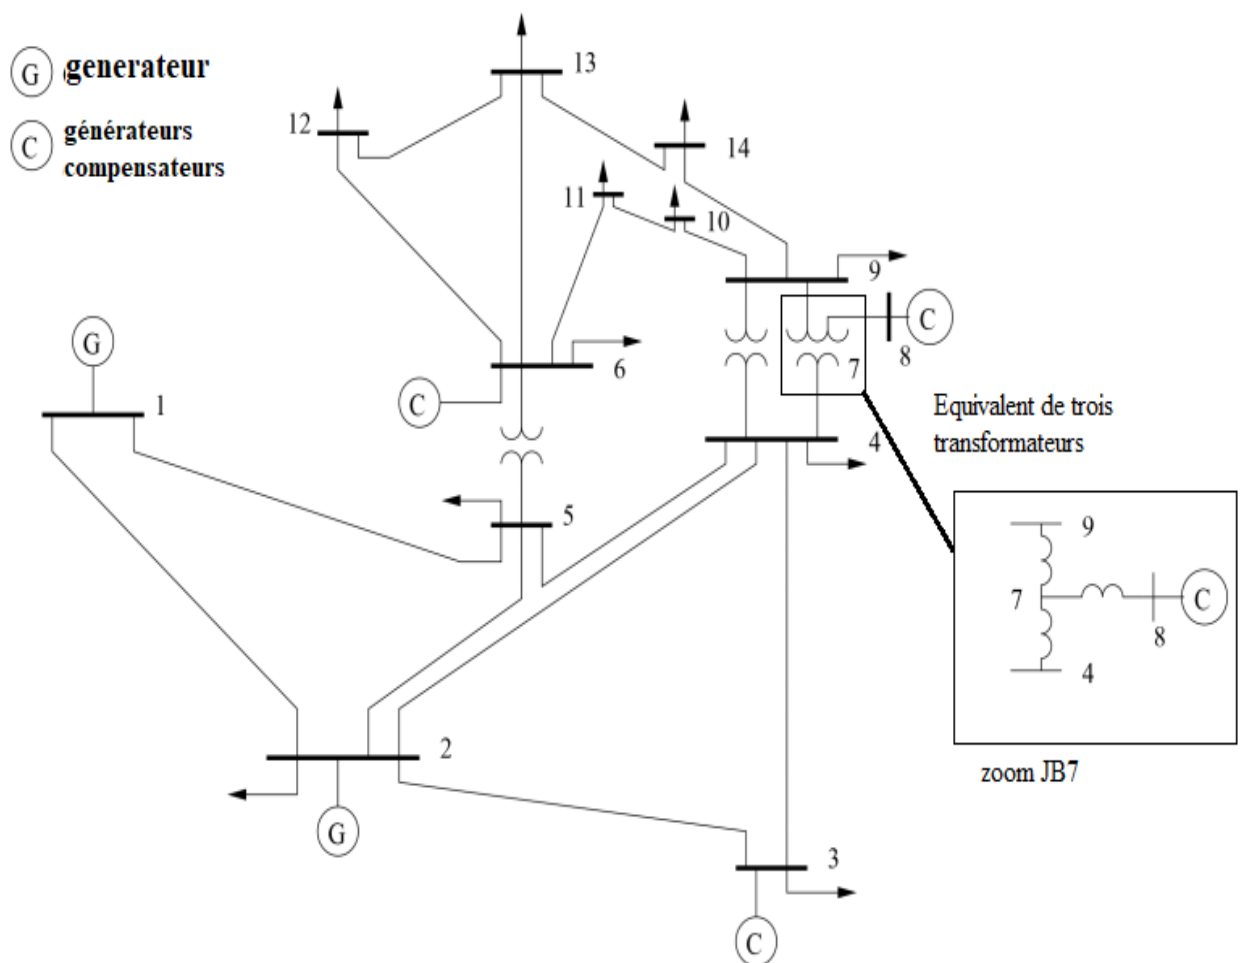 G generateur
C générateurs
compensateurs
13
12
14
11
10
9
C
8
7
G
6
C
1
4
Equivalent de trois
transformateurs
5
9
7
C
8
4
2
zoom JB7
G
3
C